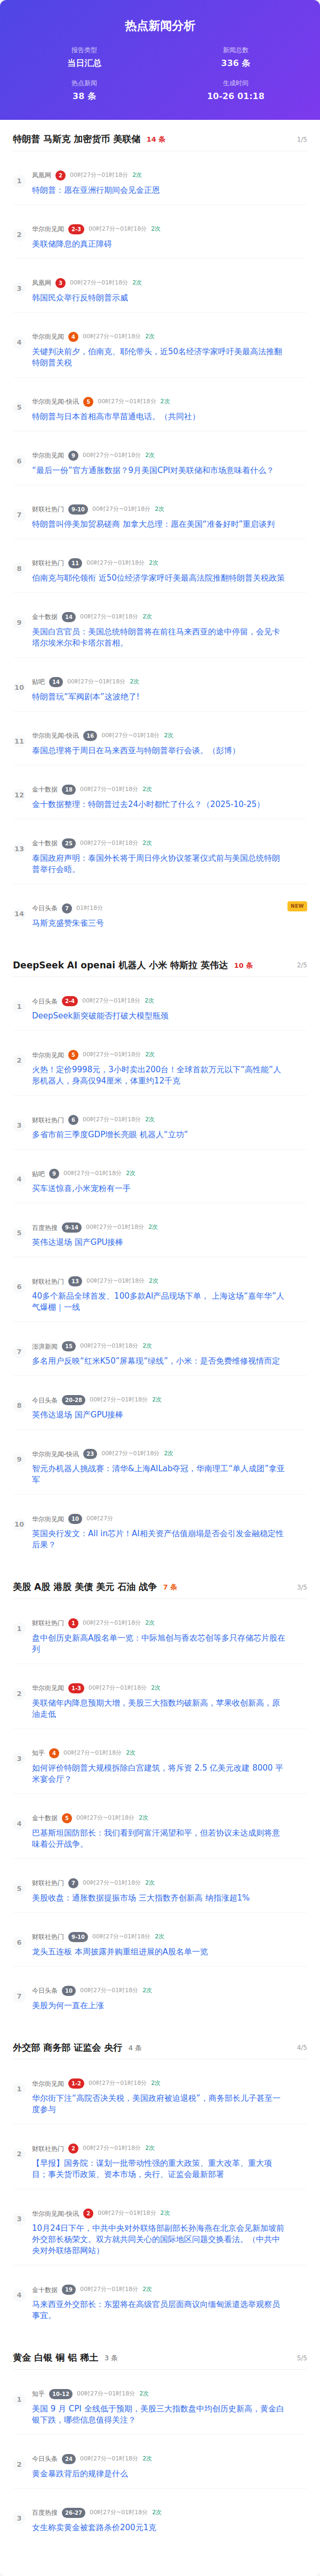 热点新闻分析
报告类型
新闻总数
当日汇总
336 条
热点新闻
生成时间
38 条
10-26 01:18
特朗普 马斯克 加密货币 美联储 14 条 1/5
1
凤凰网 2 00时27分~01时18分 2次
特朗普：愿在亚洲行期间会见金正恩
2
华尔街见闻 2-3 00时27分~01时18分 2次
美联储降息的真正障碍
3
凤凰网 3 00时27分~01时18分 2次
韩国民众举行反特朗普示威
4
华尔街见闻 4 00时27分~01时18分 2次
关键判决前夕，伯南克、耶伦带头，近50名经济学家呼吁美最高法推翻
特朗普关税
5
华尔街见闻-快讯 5 00时27分~01时18分 2次
特朗普与日本首相高市早苗通电话。（共同社）
6
华尔街见闻 9 00时27分~01时18分 2次
“最后一份”官方通胀数据？9月美国CPI对美联储和市场意味着什么？
7
财联社热门 9-10 00时27分~01时18分 2次
特朗普叫停美加贸易磋商 加拿大总理：愿在美国“准备好时”重启谈判
8
财联社热门 11 00时27分~01时18分 2次
伯南克与耶伦领衔 近50位经济学家呼吁美最高法院推翻特朗普关税政策
9
金十数据 14 00时27分~01时18分 2次
美国白宫官员：美国总统特朗普将在前往马来西亚的途中停留，会见卡
塔尔埃米尔和卡塔尔首相。
10
贴吧 14 00时27分~01时18分 2次
特朗普玩“军阀剧本”这波绝了!
11
华尔街见闻-快讯 16 00时27分~01时18分 2次
泰国总理将于周日在马来西亚与特朗普举行会谈。（彭博）
12
金十数据 18 00时27分~01时18分 2次
金十数据整理：特朗普过去24小时都忙了什么？（2025-10-25）
13
金十数据 25 00时27分~01时18分 2次
泰国政府声明：泰国外长将于周日停火协议签署仪式前与美国总统特朗
普举行会晤。
14
今日头条 7 01时18分 NEW
马斯克盛赞朱雀三号
DeepSeek AI openai 机器人 小米 特斯拉 英伟达 10 条 2/5
1
今日头条 2-4 00时27分~01时18分 2次
DeepSeek新突破能否打破大模型瓶颈
2
华尔街见闻 5 00时27分~01时18分 2次
火热！定价9998元，3小时卖出200台！全球首款万元以下“高性能”人
形机器人，身高仅94厘米，体重约12千克
3
财联社热门 6 00时27分~01时18分 2次
多省市前三季度GDP增长亮眼 机器人“立功”
4
贴吧 9 00时27分~01时18分 2次
买车送惊喜,小米宠粉有一手
5
百度热搜 9-14 00时27分~01时18分 2次
英伟达退场 国产GPU接棒
6
财联社热门 13 00时27分~01时18分 2次
40多个新品全球首发、100多款AI产品现场下单 ，上海这场“嘉年华”人
气爆棚｜一线
7
澎湃新闻 15 00时27分~01时18分 2次
多名用户反映“红米K50”屏幕现“绿线”，小米：是否免费维修视情而定
8
今日头条 20-28 00时27分~01时18分 2次
英伟达退场 国产GPU接棒
9
华尔街见闻-快讯 23 00时27分~01时18分 2次
智元办机器人挑战赛：清华&上海AILab夺冠，华南理工“单人成团”拿亚
军
10
华尔街见闻 10 00时27分
英国央行发文：All in芯片！AI相关资产估值崩塌是否会引发金融稳定性
后果？
美股 A股 港股 美债 美元 石油 战争 7 条 3/5
1
财联社热门 1 00时27分~01时18分 2次
盘中创历史新高A股名单一览：中际旭创与香农芯创等多只存储芯片股在
列
2
华尔街见闻 1-3 00时27分~01时18分 2次
美联储年内降息预期大增，美股三大指数均破新高，苹果收创新高，原
油走低
3
知乎 4 00时27分~01时18分 2次
如何评价特朗普大规模拆除白宫建筑，将斥资 2.5 亿美元改建 8000 平
米宴会厅？
4
金十数据 5 00时27分~01时18分 2次
巴基斯坦国防部长：我们看到阿富汗渴望和平，但若协议未达成则将意
味着公开战争。
5
财联社热门 7 00时27分~01时18分 2次
美股收盘：通胀数据提振市场 三大指数齐创新高 纳指涨超1%
6
财联社热门 9-10 00时27分~01时18分 2次
龙头五连板 本周披露并购重组进展的A股名单一览
7
今日头条 10 00时27分~01时18分 2次
美股为何一直在上涨
外交部 商务部 证监会 央行 4 条 4/5
1
华尔街见闻 1-2 00时27分~01时18分 2次
华尔街下注“高院否决关税，美国政府被迫退税”，商务部长儿子甚至一
度参与
2
财联社热门 2 00时27分~01时18分 2次
【早报】国务院：谋划一批带动性强的重大政策、重大改革、重大项
目；事关货币政策、资本市场，央行、证监会最新部署
3
华尔街见闻-快讯 2 00时27分~01时18分 2次
10月24日下午，中共中央对外联络部副部长孙海燕在北京会见新加坡前
外交部长杨荣文。双方就共同关心的国际地区问题交换看法。（中共中
央对外联络部网站）
4
金十数据 19 00时27分~01时18分 2次
马来西亚外交部长：东盟将在高级官员层面商议向缅甸派遣选举观察员
事宜。
黄金 白银 铜 铝 稀土 3 条 5/5
1
知乎 10-12 00时27分~01时18分 2次
美国 9 月 CPI 全线低于预期，美股三大指数盘中均创历史新高，黄金白
银下跌，哪些信息值得关注？
2
今日头条 24 00时27分~01时18分 2次
黄金暴跌背后的规律是什么
3
百度热搜 26-27 00时27分~01时18分 2次
女生称卖黄金被套路杀价200元1克